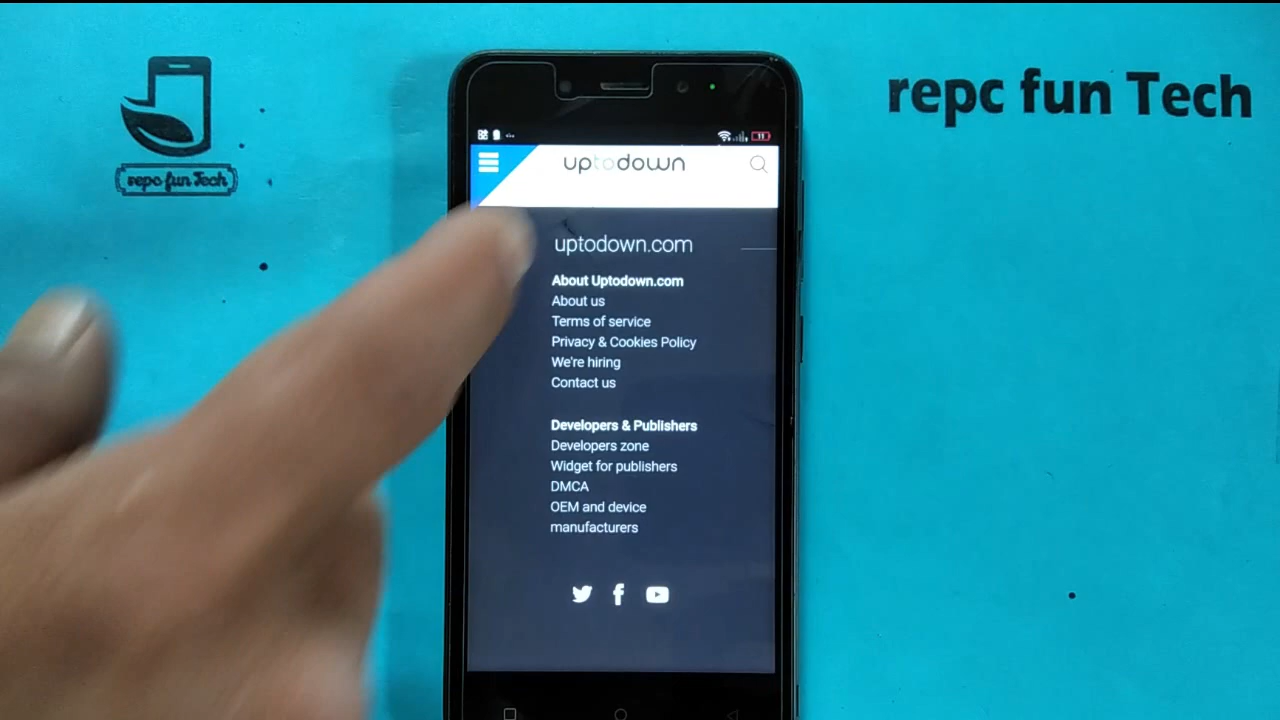 repc fun Tech
repc fun Tech
11
uptodown
uptodown.com
About Uptodown.com
About us
Terms of service
Privacy & Cookies Policy
We're hiring
Contact us
Developers & Publishers
Developers zone
Widget for publishers
DMCA
OEM and device
manufacturers